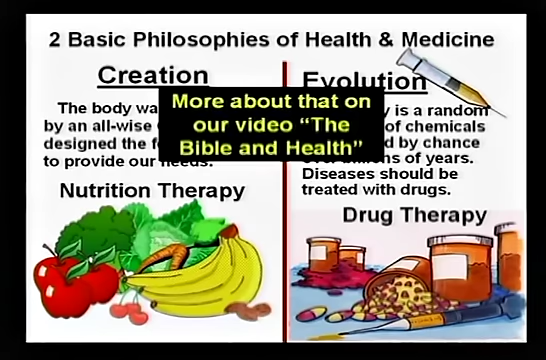 2 Basic Philosophies of Health & Medicine
Creation
The body wa
by an all-wise
designed the f
to provide our needs.
Nutrition Therapy
More about that on
our video “The
Bible and Health”
Evolution
y is a random
of chemicals
d by chance
over billions of years.
Diseases should be
treated with drugs.
Drug Therapy